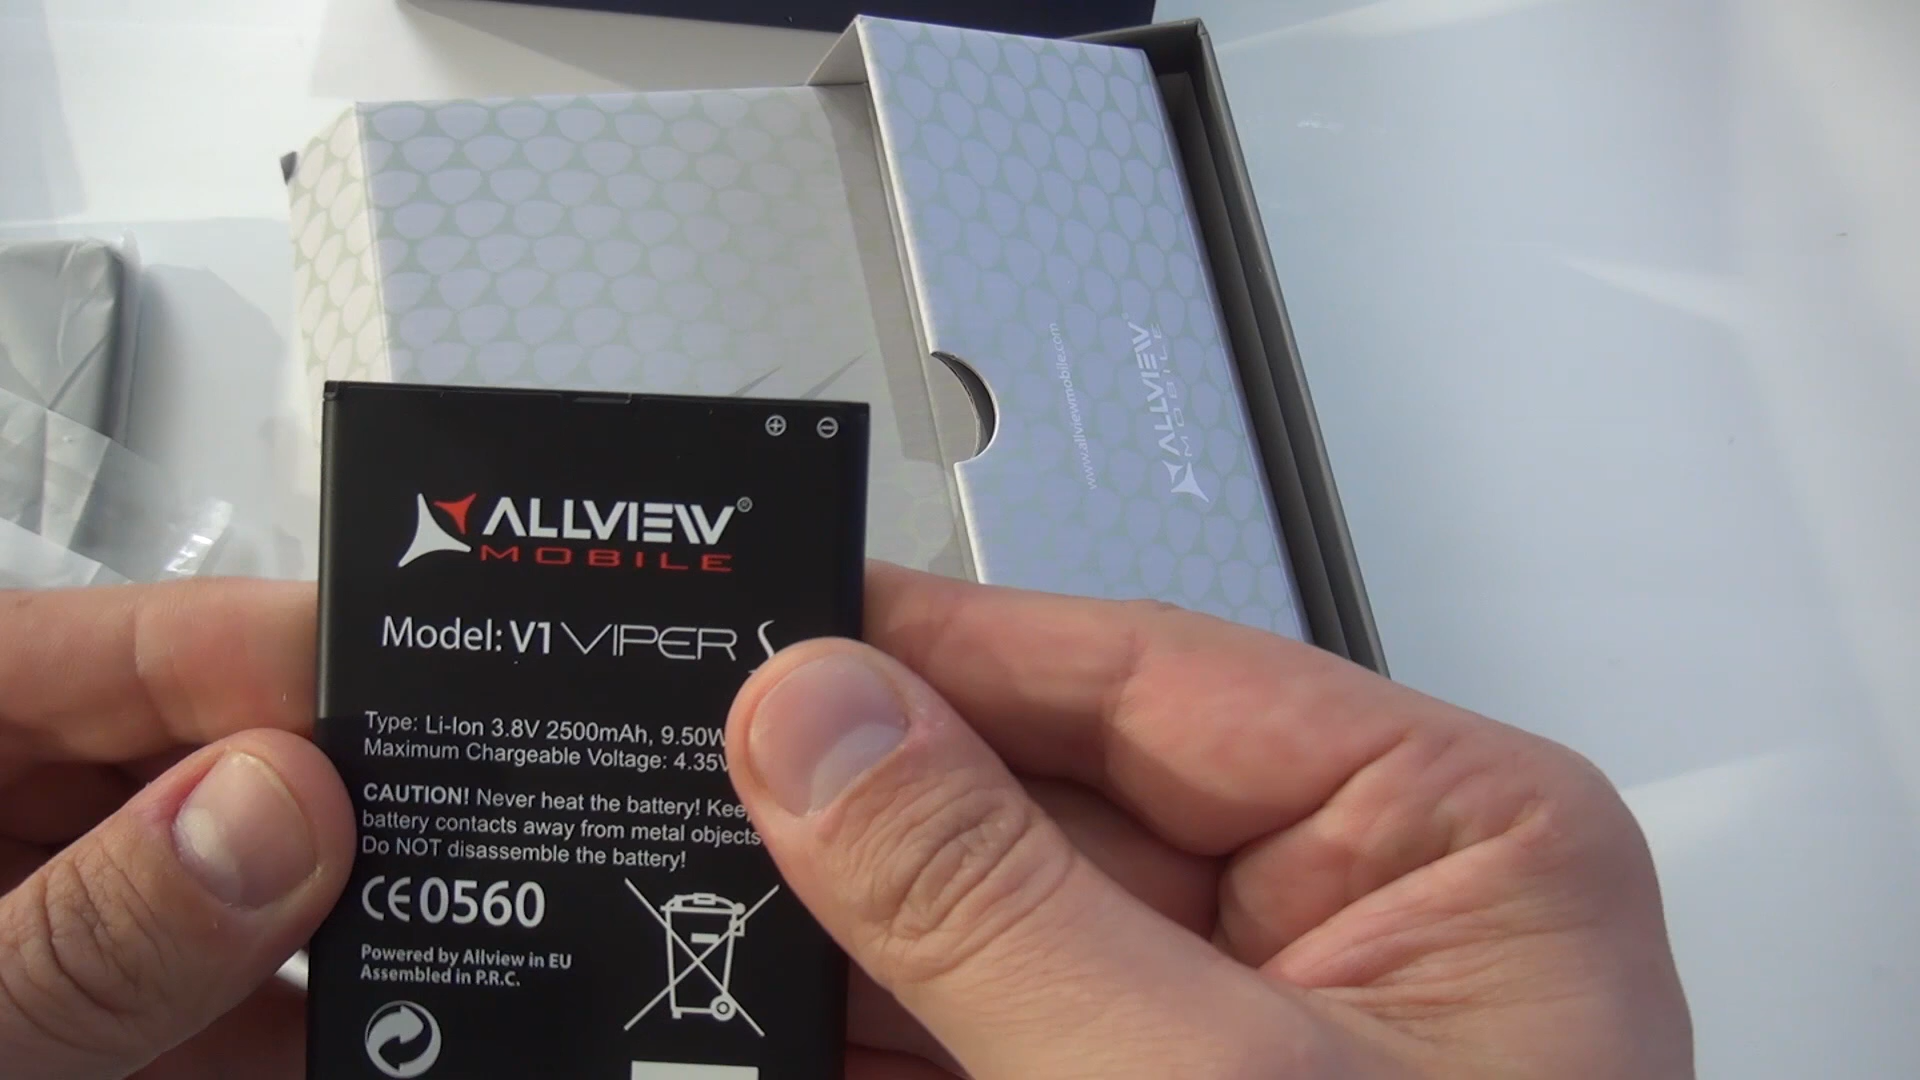 ALLVIEW®
MOBILE
Model: V1 VIPER S
Type: Li-Ion 3.8V 2500mAh, 9.50W
Maximum Chargeable Voltage: 4.35V
CAUTION! Never heat the battery! Keep
battery contacts away from metal objects
Do NOT disassemble the battery!
CE0560
Powered by Allview in EU
Assembled in P.R.C.
www.allviewmobile.com
ALLVIEW®
MOBILE